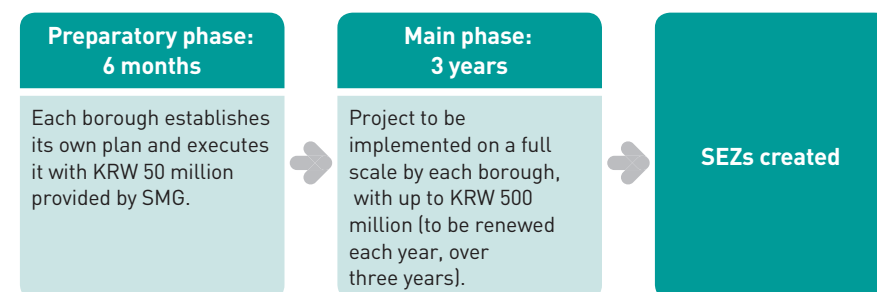 Preparatory phase:
6 months
Each borough establishes
its own plan and executes
it with KRW 50 million
provided by SMG.
Main phase:
3 years
Project to be
implemented on a full
scale by each borough,
with up to KRW 500
million (to be renewed
each year, over
three years).
SEZs created